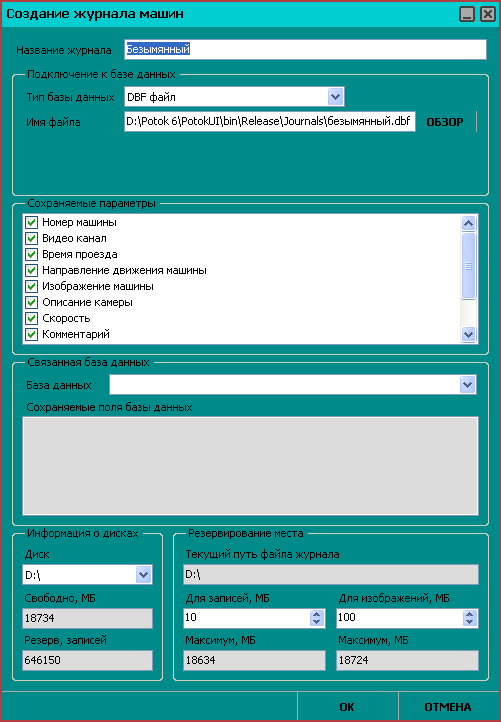 Создание журнала машин
Название журнала Безымянный
Подключение к базе данных
Тип базы данных DBF файл
Имя файла D:\Potok 6\PotokUI\bin\Release\Journals\безымянный.dbf ОБЗОР
Сохраняемые параметры
Номер машины
Видео канал
Время проезда
Направление движения машины
Изображение машины
Описание камеры
Скорость
Комментарий
Связанная база данных
База данных
Сохраняемые поля базы данных
Информация о дисках
Диск
D:\
Свободно, МБ
18734
Резерв, записей
646150
Резервирование места
Текущий путь файла журнала
D:\
Для записей, МБ Для изображений, МБ
10 100
Максимум, МБ Максимум, МБ
18634 18724
ОК ОТМЕНА